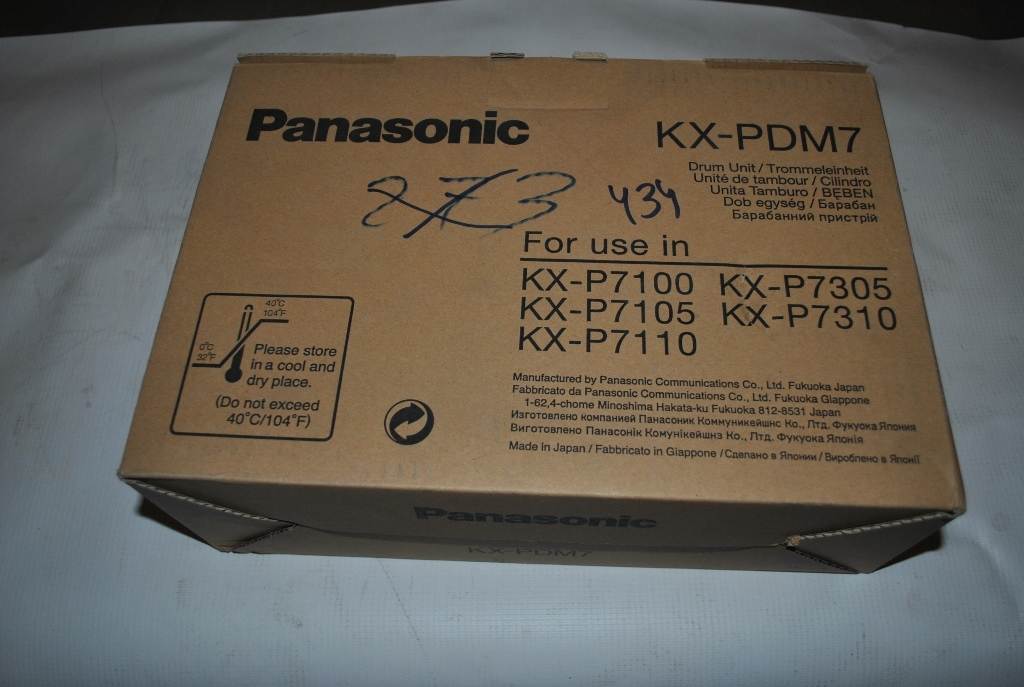 Panasonic
KX-PDM7
Drum Unit / Trommeleinheit
Unité de tambour / Cilindro
Unita Tamburo / BEBEN
Dob egység / Барабан
Барабанний пристрій
873
434
For use in
KX-P7100 KX-P7305
KX-P7105 KX-P7310
KX-P7110
40°C
104°F
0°C
32°F
Please store
in a cool and
dry place.
(Do not exceed
40°C/104°F)
Manufactured by Panasonic Communications Co., Ltd. Fukuoka Japan
Fabbricato da Panasonic Communications Co., Ltd. Fukuoka Giappone
1-62,4-chome Minoshima Hakata-ku Fukuoka 812-8531 Japan
Изготовлено компанией Панасоник Коммуникейшнс Ко., Лтд. Фукуока Япония
Виготовлено Панасонік Комунікейшнз Ко., Лтд. Фукуока Японія
Made in Japan / Fabbricato in Giappone / Сделано в Японии / Вироблено в Японії
Panasonic
KX-PDM7